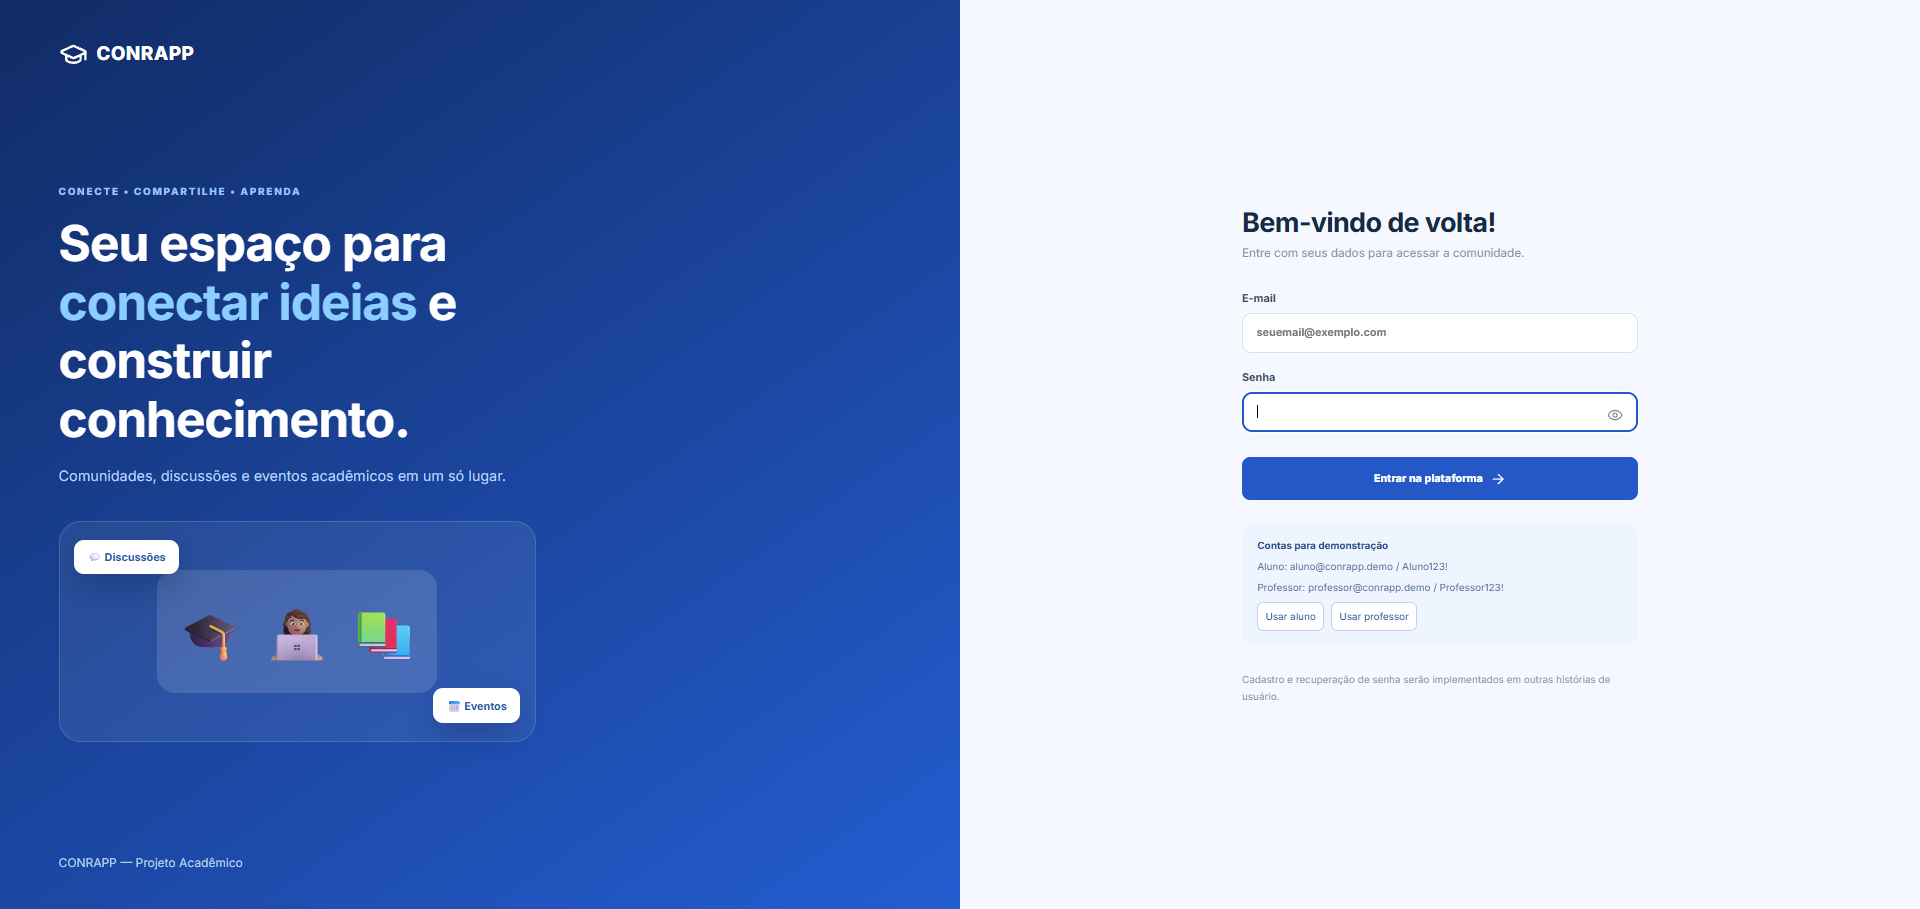 CONRAPP
CONECTE • COMPARTILHE • APRENDA
Seu espaço para
conectar ideias e
construir
conhecimento.
Comunidades, discussões e eventos acadêmicos em um só lugar.
Discussões
Eventos
CONRAPP — Projeto Acadêmico
Bem-vindo de volta!
Entre com seus dados para acessar a comunidade.
E-mail
seuemail@exemplo.com
Senha
Entrar na plataforma →
Contas para demonstração
Aluno: aluno@conrapp.demo / Aluno123!
Professor: professor@conrapp.demo / Professor123!
Usar aluno
Usar professor
Cadastro e recuperação de senha serão implementados em outras histórias de
usuário.